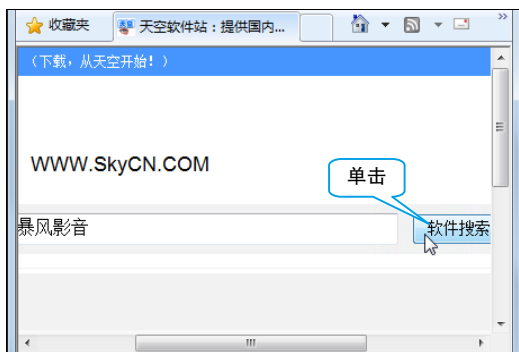 收藏夹
天空软件站：提供国内...
（下载，从天空开始！）
WWW.SkyCN.COM
单击
暴风影音
软件搜索